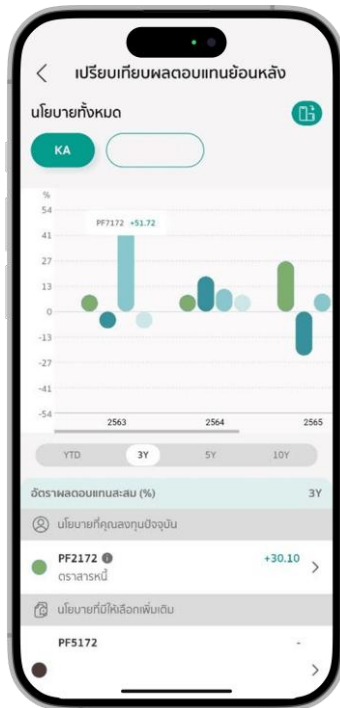 เปรียบเทียบผลตอบแทนย้อนหลัง
นโยบายทั้งหมด
KA
%
54
PF7172 +51.72
41
27
13
0
-13
-27
-41
-54
2563 2564 2565
YTD 3Y 5Y 10Y
อัตราผลตอบแทนสะสม (%) 3Y
นโยบายที่คุณลงทุนปัจจุบัน
PF2172 +30.10
ตราสารหนี้
นโยบายที่มีให้เลือกเพิ่มเติม
PF5172 -